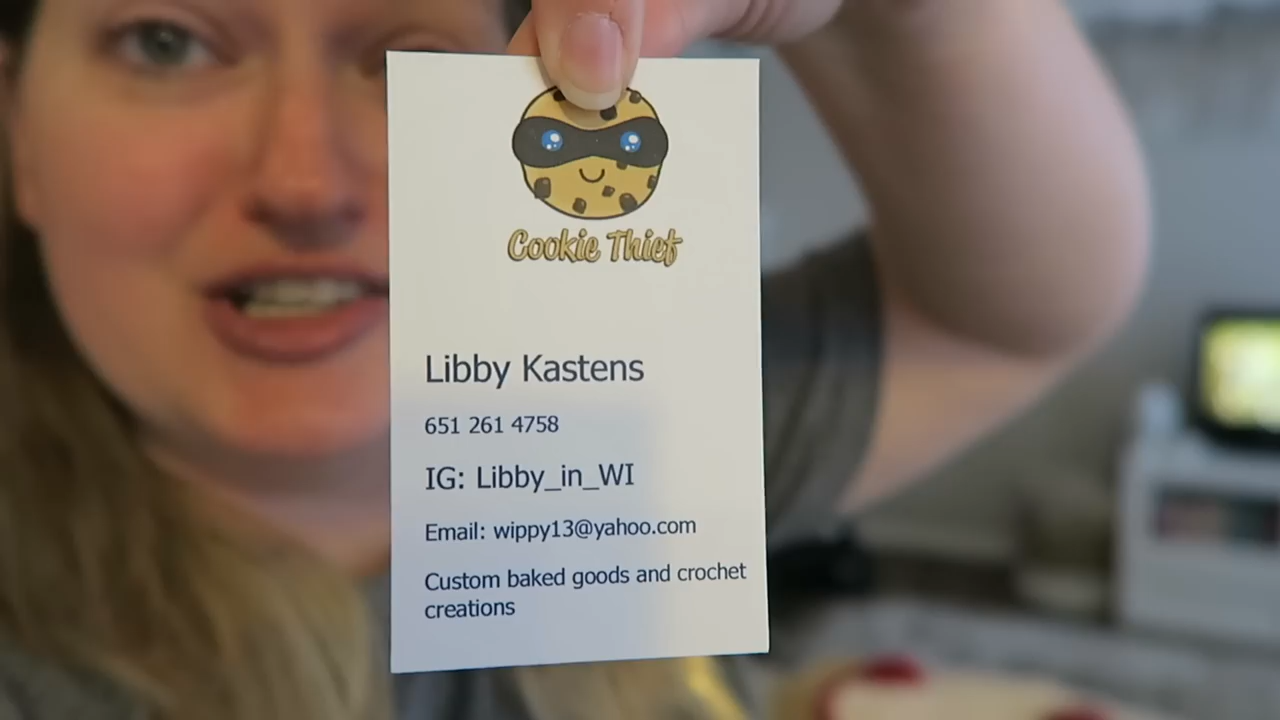 Cookie Thief
Libby Kastens
651 261 4758
IG: Libby_in_WI
Email: wippy13@yahoo.com
Custom baked goods and crochet
creations